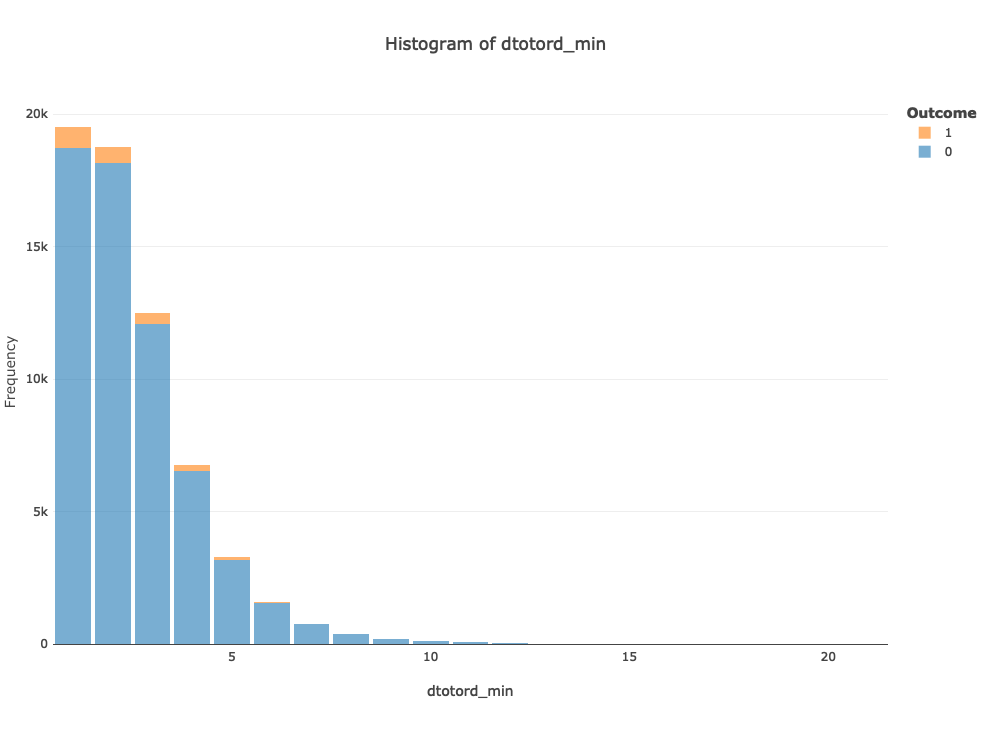 Histogram of dtotord_min
Outcome
1
0
20k
15k
10k
5k
0
Frequency
5
10
15
20
dtotord_min